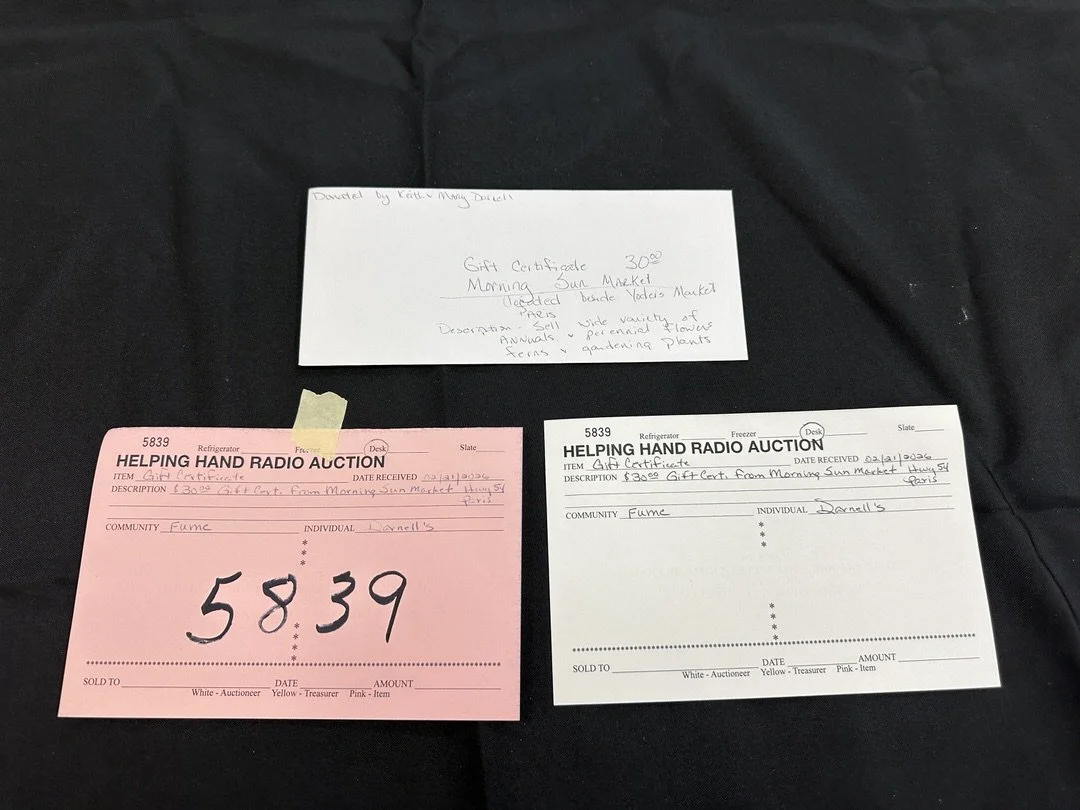 Donated by Keith & Mary Darnell
Gift Certificate 30.00
Morning Sun Market
located beside Yoder's Market
PARIS
Description - Sell wide variety of
ANNUALS & perennial flowers
ferns & gardening plants
5839
Refrigerator Freezer Desk Slate
HELPING HAND RADIO AUCTION
ITEM Gift Certificate DATE RECEIVED 02/21/2026
DESCRIPTION $30.00 Gift Cert. From Morning Sun Market Hwy 54
Paris
COMMUNITY Fumc INDIVIDUAL Darnell's
5839
SOLD TO DATE AMOUNT
White - Auctioneer Yellow - Treasurer Pink - Item
5839
Refrigerator Freezer Desk Slate
HELPING HAND RADIO AUCTION
ITEM Gift Certificate DATE RECEIVED 02/21/2026
DESCRIPTION $30.00 Gift Cert. From Morning Sun Market Hwy 54
Paris
COMMUNITY Fumc INDIVIDUAL Darnell's
SOLD TO DATE AMOUNT
White - Auctioneer Yellow - Treasurer Pink - Item